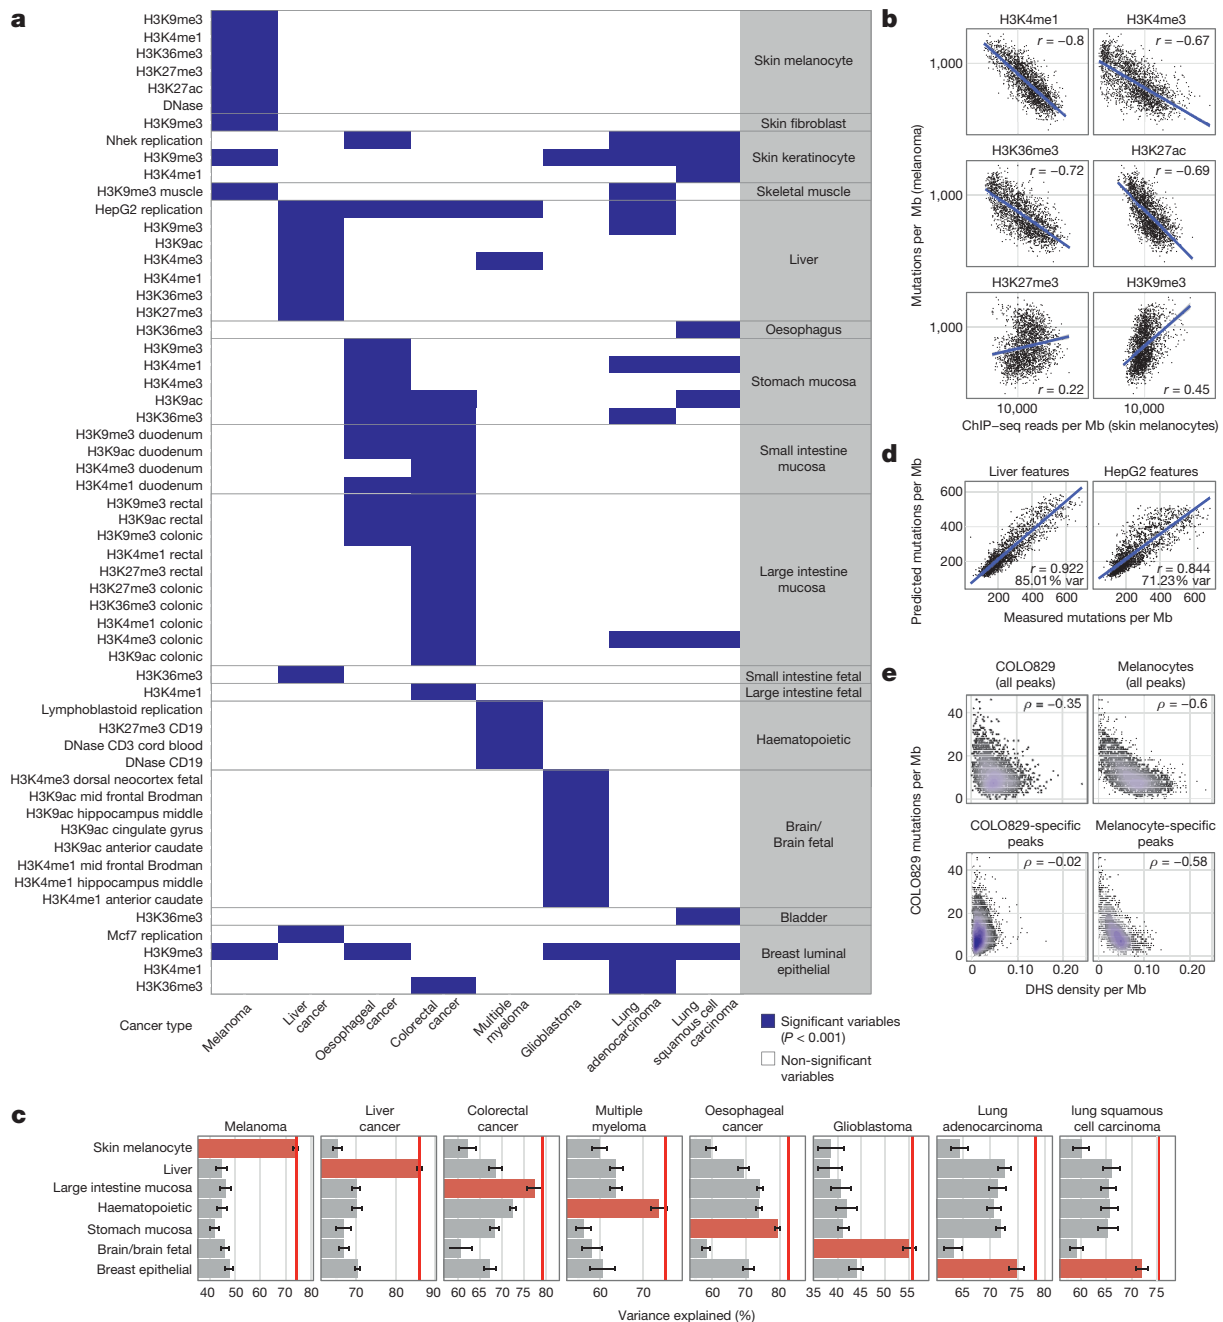 a
H3K9me3
H3K4me1
H3K36me3
H3K27me3
H3K27ac
DNase
Skin melanocyte
H3K9me3
Skin fibroblast
Nhek replication
H3K9me3
H3K4me1
Skin keratinocyte
H3K9me3 muscle
Skeletal muscle
HepG2 replication
H3K9me3
H3K9ac
H3K4me3
H3K4me1
H3K36me3
H3K27me3
Liver
H3K36me3
Oesophagus
H3K9me3
H3K4me1
H3K4me3
H3K9ac
H3K36me3
Stomach mucosa
H3K9me3 duodenum
H3K9ac duodenum
H3K4me3 duodenum
H3K4me1 duodenum
Small intestine
mucosa
H3K9me3 rectal
H3K9ac rectal
H3K9me3 colonic
H3K4me1 rectal
H3K27me3 rectal
H3K27me3 colonic
H3K36me3 colonic
H3K4me1 colonic
H3K4me3 colonic
H3K9ac colonic
Large intestine
mucosa
H3K36me3
Small intestine fetal
H3K4me1
Large intestine fetal
Lymphoblastoid replication
H3K27me3 CD19
DNase CD3 cord blood
DNase CD19
Haematopoietic
H3K4me3 dorsal neocortex fetal
H3K9ac mid frontal Brodman
H3K9ac hippocampus middle
H3K9ac cingulate gyrus
H3K9ac anterior caudate
H3K4me1 mid frontal Brodman
H3K4me1 hippocampus middle
H3K4me1 anterior caudate
Brain/
Brain fetal
H3K36me3
Bladder
Mcf7 replication
H3K9me3
H3K4me1
H3K36me3
Breast luminal
epithelial
Cancer type
Melanoma
Liver
cancer
Oesophageal
cancer
Colorectal
cancer
Multiple
myeloma
Glioblastoma
Lung
adenocarcinoma
Lung
squamous cell
carcinoma
Significant variables
(P < 0.001)
Non-significant
variables
b
H3K4me1
H3K4me3
r = −0.8
r = −0.67
1,000
H3K36me3
H3K27ac
r = −0.72
r = −0.69
1,000
H3K27me3
H3K9me3
1,000
r = 0.22
r = 0.45
10,000
10,000
Mutations per Mb (melanoma)
ChIP−seq reads per Mb (skin melanocytes)
d
Liver features
HepG2 features
600
400
200
r = 0.922
85.01% var
r = 0.844
71.23% var
200 400 600
200 400 600
Predicted mutations per Mb
Measured mutations per Mb
e
COLO829
(all peaks)
Melanocytes
(all peaks)
ρ = −0.35
ρ = −0.6
40
20
0
COLO829-specific
peaks
Melanocyte-specific
peaks
ρ = −0.02
ρ = −0.58
40
20
0
0 0.10 0.20
0 0.10 0.20
COLO829 mutations per Mb
DHS density per Mb
c
Melanoma
Liver
cancer
Colorectal
cancer
Multiple
myeloma
Oesophageal
cancer
Glioblastoma
Lung
adenocarcinoma
lung squamous
cell carcinoma
Skin melanocyte
Liver
Large intestine mucosa
Haematopoietic
Stomach mucosa
Brain/brain fetal
Breast epithelial
40 50 60 70 80
70 80 90
60 70 80
60 70
60 70 80
35 45 55
65 70 75 80
60 65 70 75
Variance explained (%)